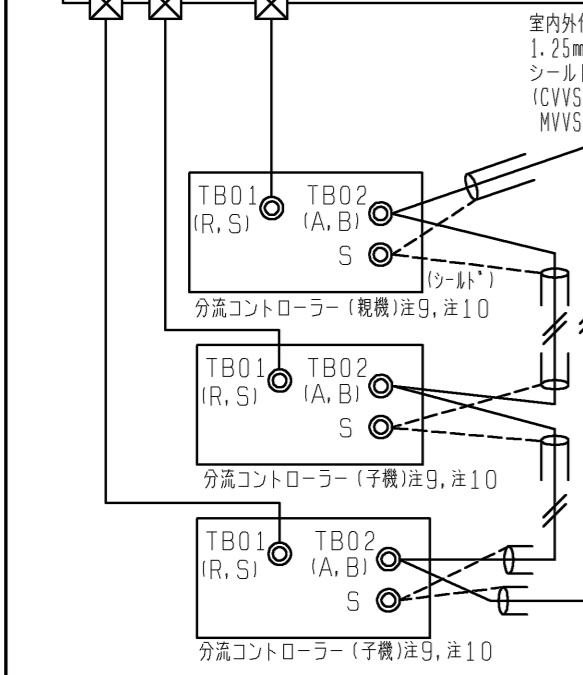 室内外
1.25m
シール
(CVVS
MVVS
TB01 TB02
(R,S) (A,B)
S
(シールド)
分流コントローラー(親機)注9,注10
TB01 TB02
(R,S) (A,B)
S
分流コントローラー(子機)注9,注10
TB01 TB02
(R,S) (A,B)
S
分流コントローラー(子機)注9,注10